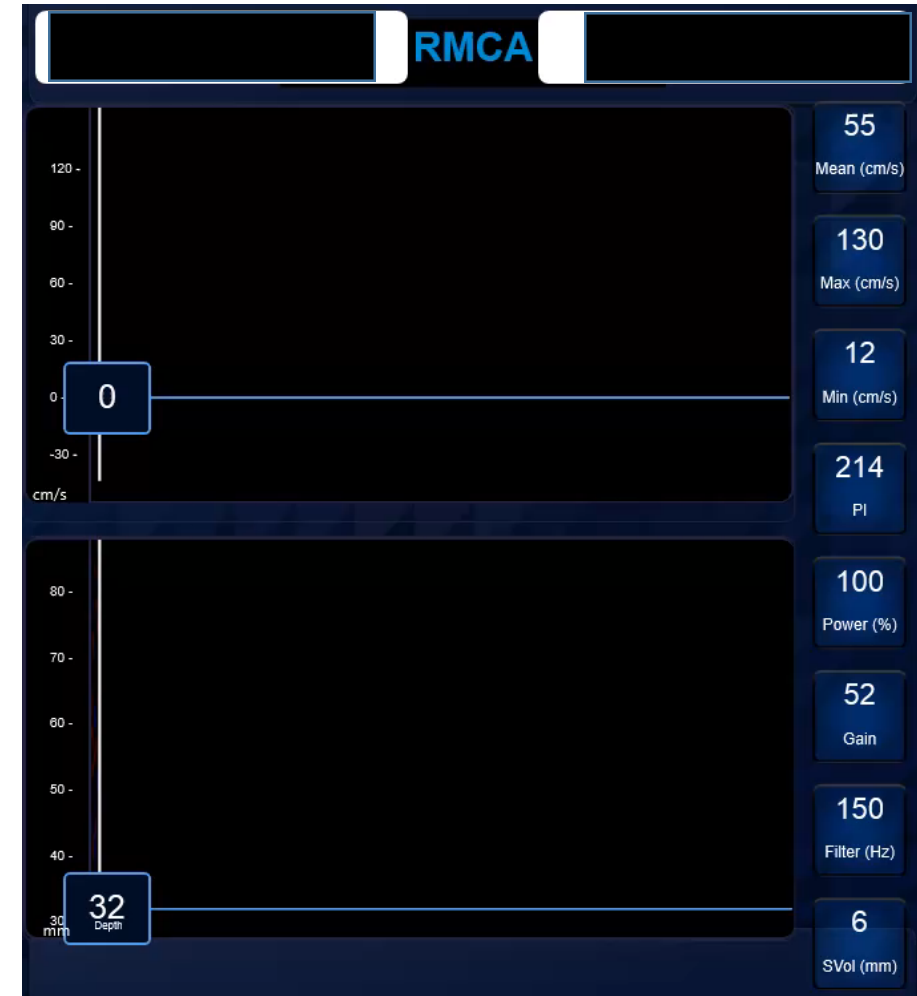 RMCA
55
Mean (cm/s)
130
Max (cm/s)
12
Min (cm/s)
214
PI
100
Power (%)
52
Gain
150
Filter (Hz)
6
SVol (mm)
120 -
90 -
60 -
30 -
0 -
0
-30 -
cm/s
80 -
70 -
60 -
50 -
40 -
30
mm
32
Depth